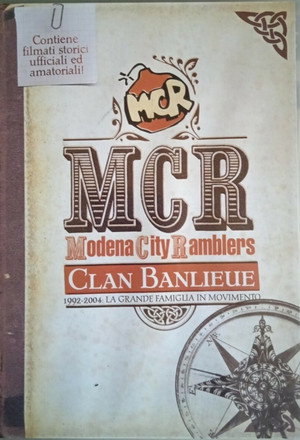 Contiene
filmati storici
ufficiali ed
amatoriali!
MCR
MCR
Modena City Ramblers
CLAN BANLIEUE
1992-2004: LA GRANDE FAMIGLIA IN MOVIMENTO